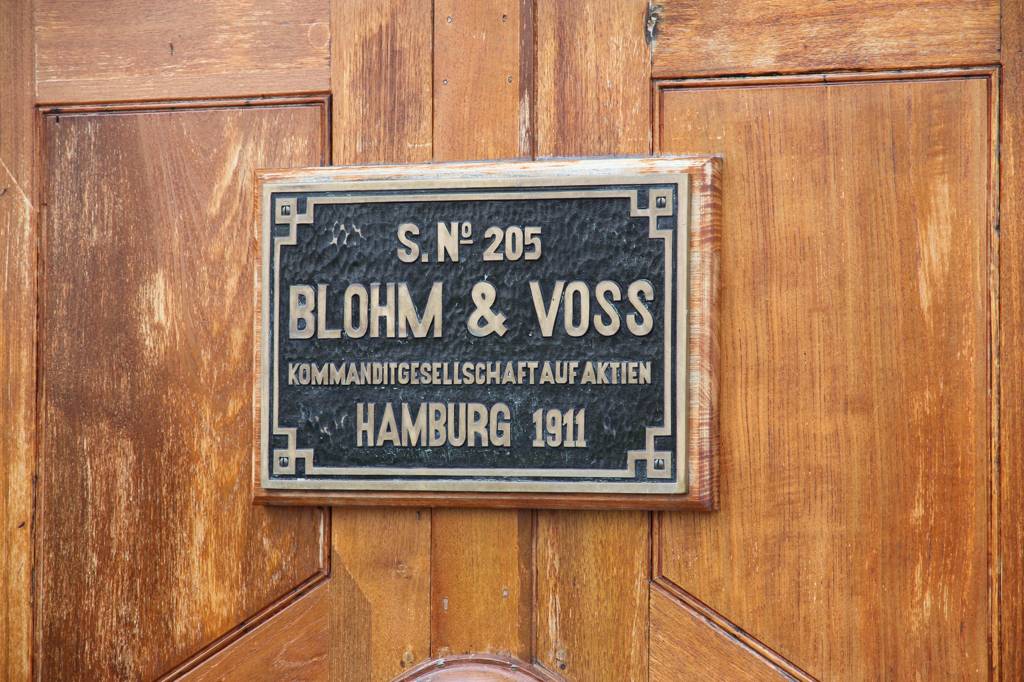 S. Nº 205
BLOHM & VOSS
KOMMANDITGESELLSCHAFT AUF AKTIEN
HAMBURG 1911